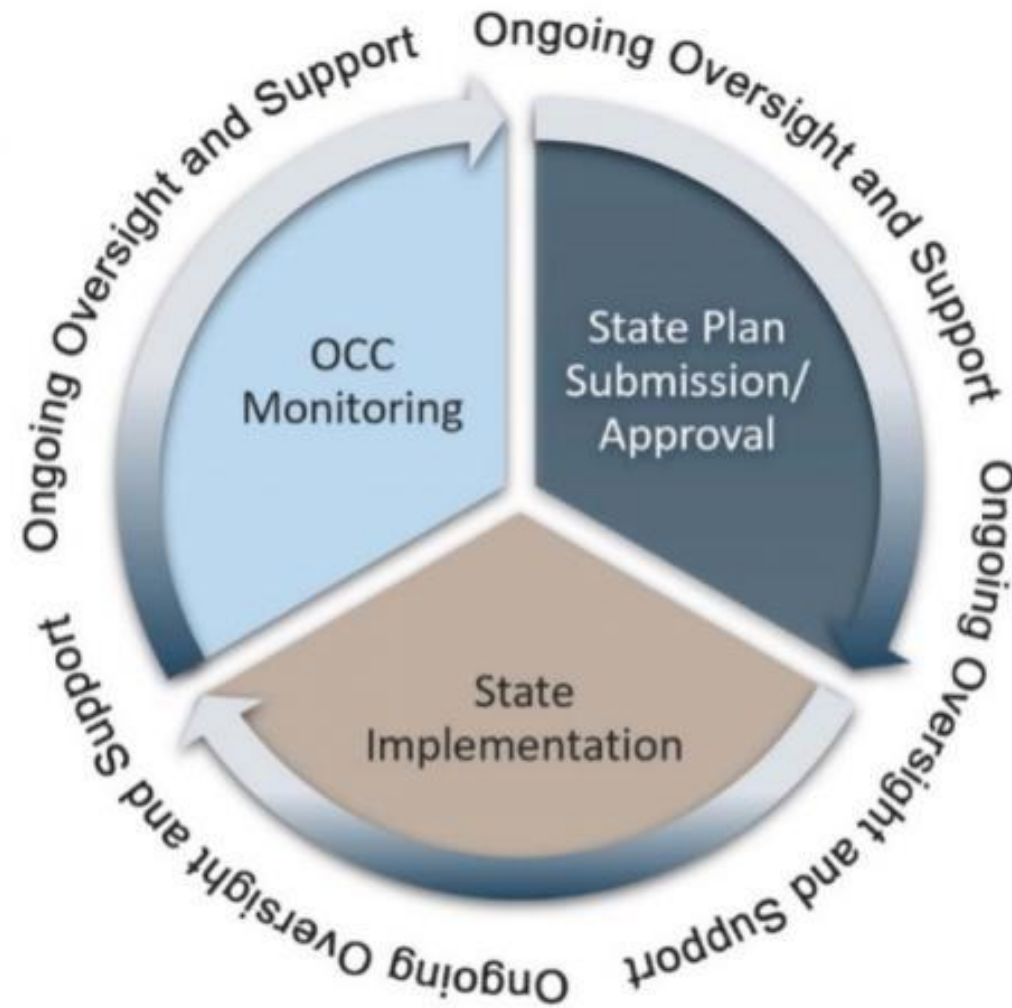 Ongoing Oversight and Support
Ongoing Oversight and Support
OCC
Monitoring
State Plan
Submission/
Approval
State
Implementation
Ongoing Oversight and Support
Ongoing Oversight and Support